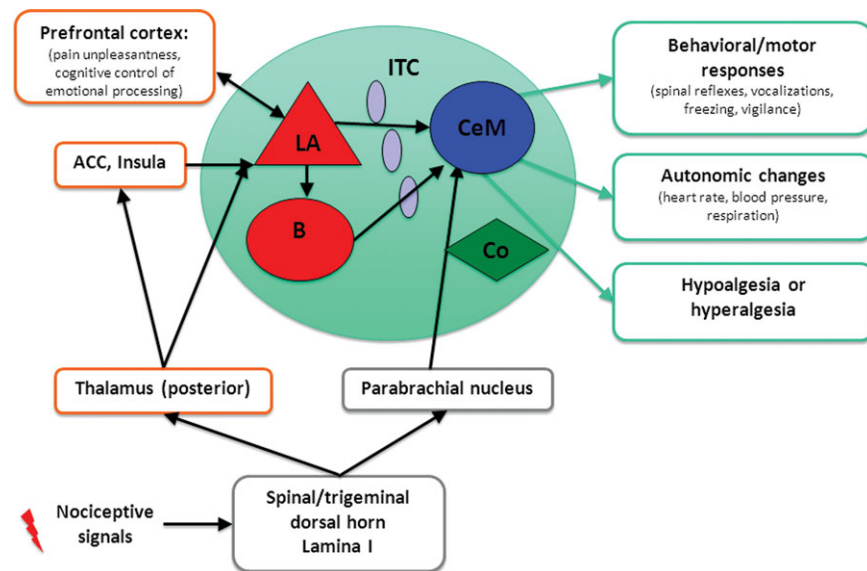 Prefrontal cortex:
(pain unpleasantness,
cognitive control of
emotional processing)
ITC
LA
CeM
B
Co
ACC, Insula
Behavioral/motor
responses
(spinal reflexes, vocalizations,
freezing, vigilance)
Autonomic changes
(heart rate, blood pressure,
respiration)
Hypoalgesia or
hyperalgesia
Thalamus (posterior)
Parabrachial nucleus
Nociceptive
signals
Spinal/trigeminal
dorsal horn
Lamina I